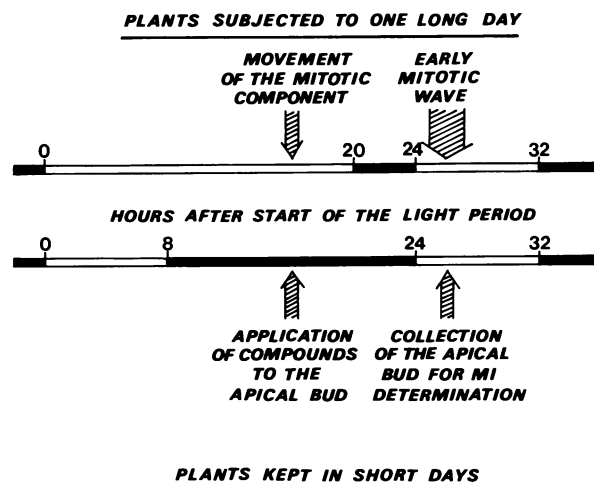 PLANTS SUBJECTED TO ONE LONG DAY
MOVEMENT
OF THE MITOTIC
COMPONENT
EARLY
MITOTIC
WAVE
0 20 24 32
HOURS AFTER START OF THE LIGHT PERIOD
0 8 24 32
APPLICATION
OF COMPOUNDS
TO THE
APICAL BUD
COLLECTION
OF THE APICAL
BUD FOR MI
DETERMINATION
PLANTS KEPT IN SHORT DAYS